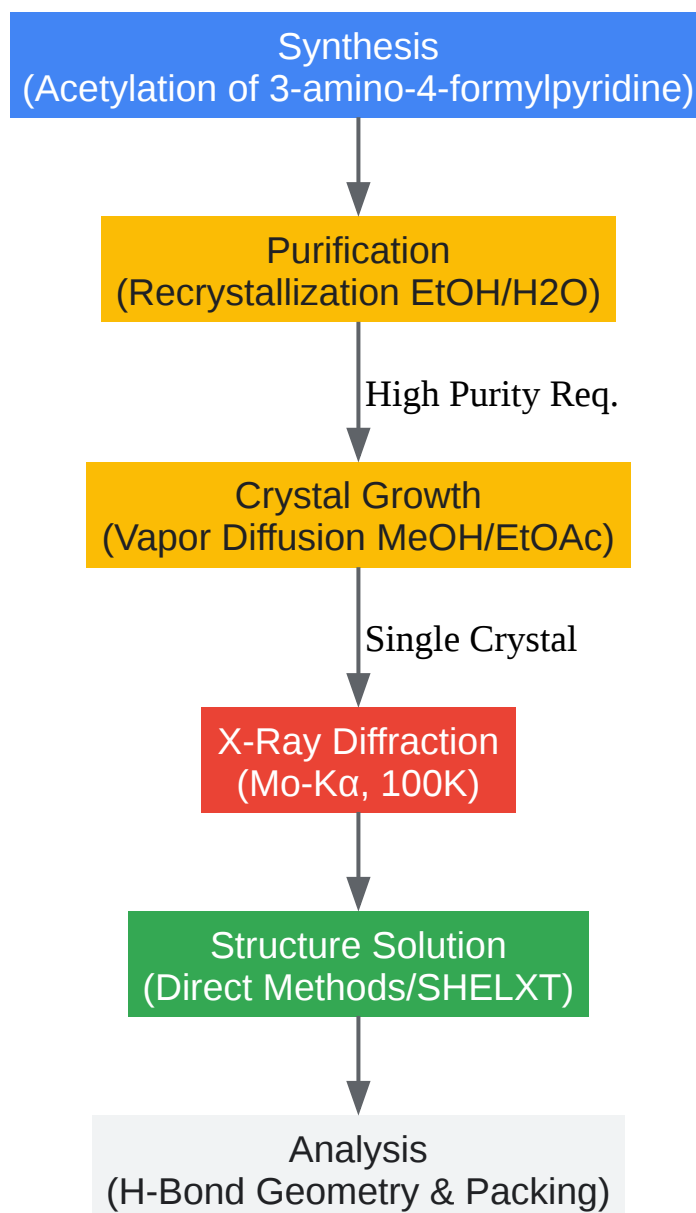 Synthesis
(Acetylation of 3-amino-4-formylpyridine)
Purification
(Recrystallization EtOH/H2O)
High Purity Req.
Crystal Growth
(Vapor Diffusion MeOH/EtOAc)
Single Crystal
X-Ray Diffraction
(Mo-Kα, 100K)
Structure Solution
(Direct Methods/SHELXT)
Analysis
(H-Bond Geometry & Packing)